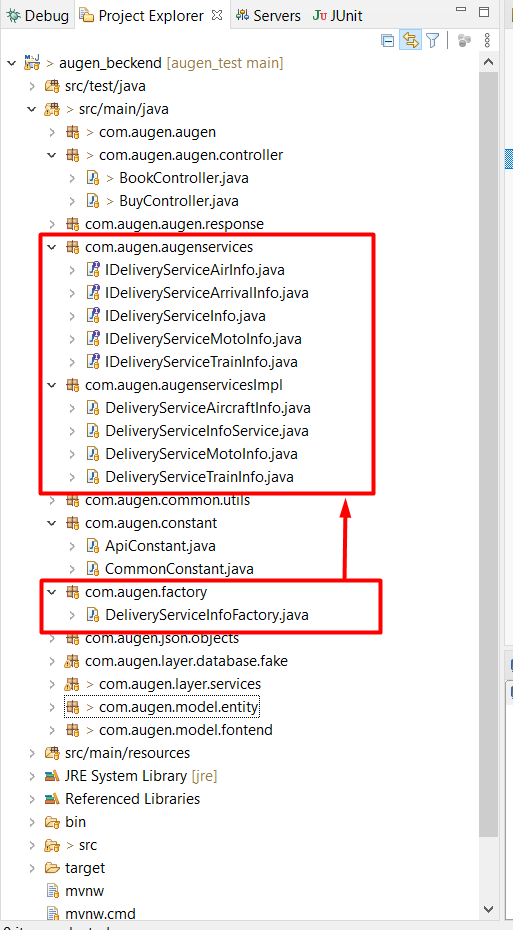 Debug Project Explorer Servers JUnit
> augen_beckend [augen_test main]
src/test/java
> src/main/java
> com.augen.augen
> com.augen.augen.controller
> BookController.java
> BuyController.java
com.augen.augen.response
com.augen.augenservices
IDeliveryServiceAirInfo.java
IDeliveryServiceArrivalInfo.java
IDeliveryServiceInfo.java
IDeliveryServiceMotoInfo.java
IDeliveryServiceTrainInfo.java
com.augen.augenservicesImpl
DeliveryServiceAircraftInfo.java
DeliveryServiceInfoService.java
DeliveryServiceMotoInfo.java
DeliveryServiceTrainInfo.java
com.augen.common.utils
com.augen.constant
ApiConstant.java
CommonConstant.java
com.augen.factory
DeliveryServiceInfoFactory.java
com.augen.json.objects
com.augen.layer.database.fake
> com.augen.layer.services
> com.augen.model.entity
> com.augen.model.fontend
src/main/resources
JRE System Library [jre]
Referenced Libraries
bin
> src
target
mvnw
mvnw.cmd